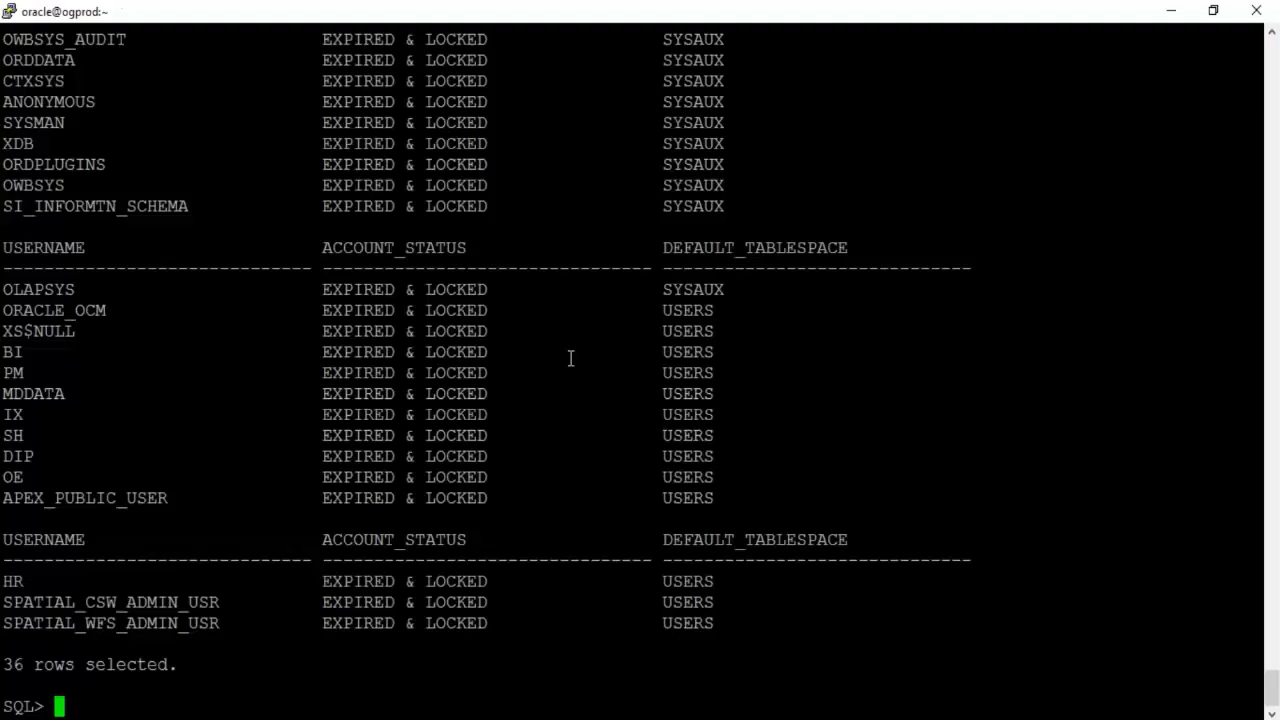 oracle@ogprod:~
OWBSYS_AUDIT EXPIRED & LOCKED SYSAUX
ORDDATA EXPIRED & LOCKED SYSAUX
CTXSYS EXPIRED & LOCKED SYSAUX
ANONYMOUS EXPIRED & LOCKED SYSAUX
SYSMAN EXPIRED & LOCKED SYSAUX
XDB EXPIRED & LOCKED SYSAUX
ORDPLUGINS EXPIRED & LOCKED SYSAUX
OWBSYS EXPIRED & LOCKED SYSAUX
SI_INFORMTN_SCHEMA EXPIRED & LOCKED SYSAUX
USERNAME ACCOUNT_STATUS DEFAULT_TABLESPACE
------------------------------ -------------------------------- ------------------------------
OLAPSYS EXPIRED & LOCKED SYSAUX
ORACLE_OCM EXPIRED & LOCKED USERS
XS$NULL EXPIRED & LOCKED USERS
BI EXPIRED & LOCKED USERS
PM EXPIRED & LOCKED USERS
MDDATA EXPIRED & LOCKED USERS
IX EXPIRED & LOCKED USERS
SH EXPIRED & LOCKED USERS
DIP EXPIRED & LOCKED USERS
OE EXPIRED & LOCKED USERS
APEX_PUBLIC_USER EXPIRED & LOCKED USERS
USERNAME ACCOUNT_STATUS DEFAULT_TABLESPACE
------------------------------ -------------------------------- ------------------------------
HR EXPIRED & LOCKED USERS
SPATIAL_CSW_ADMIN_USR EXPIRED & LOCKED USERS
SPATIAL_WFS_ADMIN_USR EXPIRED & LOCKED USERS
36 rows selected.
SQL>